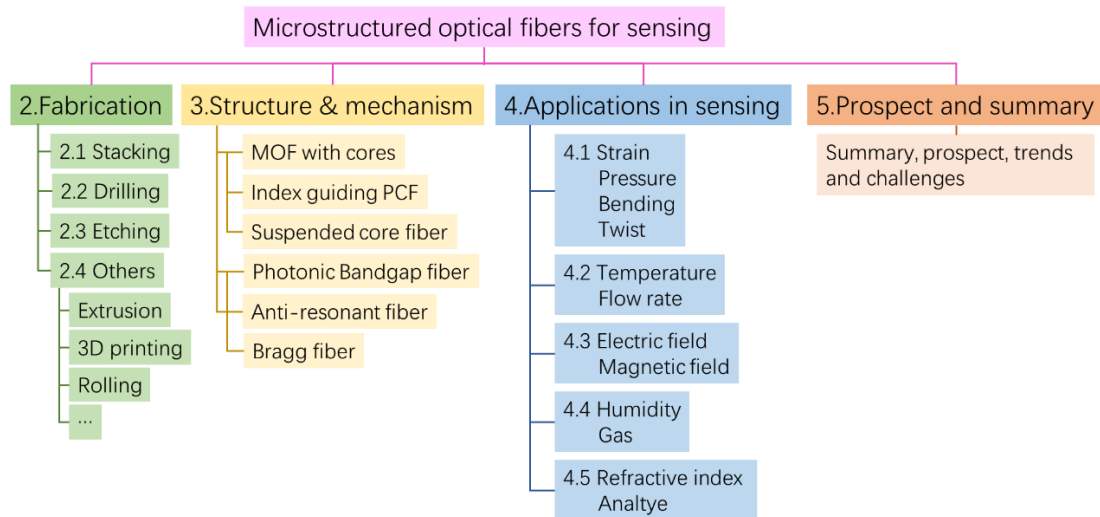 Microstructured optical fibers for sensing
2.Fabrication
2.1 Stacking
2.2 Drilling
2.3 Etching
2.4 Others
Extrusion
3D printing
Rolling
...
3.Structure & mechanism
MOF with cores
Index guiding PCF
Suspended core fiber
Photonic Bandgap fiber
Anti-resonant fiber
Bragg fiber
4.Applications in sensing
4.1 Strain
Pressure
Bending
Twist
4.2 Temperature
Flow rate
4.3 Electric field
Magnetic field
4.4 Humidity
Gas
4.5 Refractive index
Analtye
5.Prospect and summary
Summary, prospect, trends
and challenges